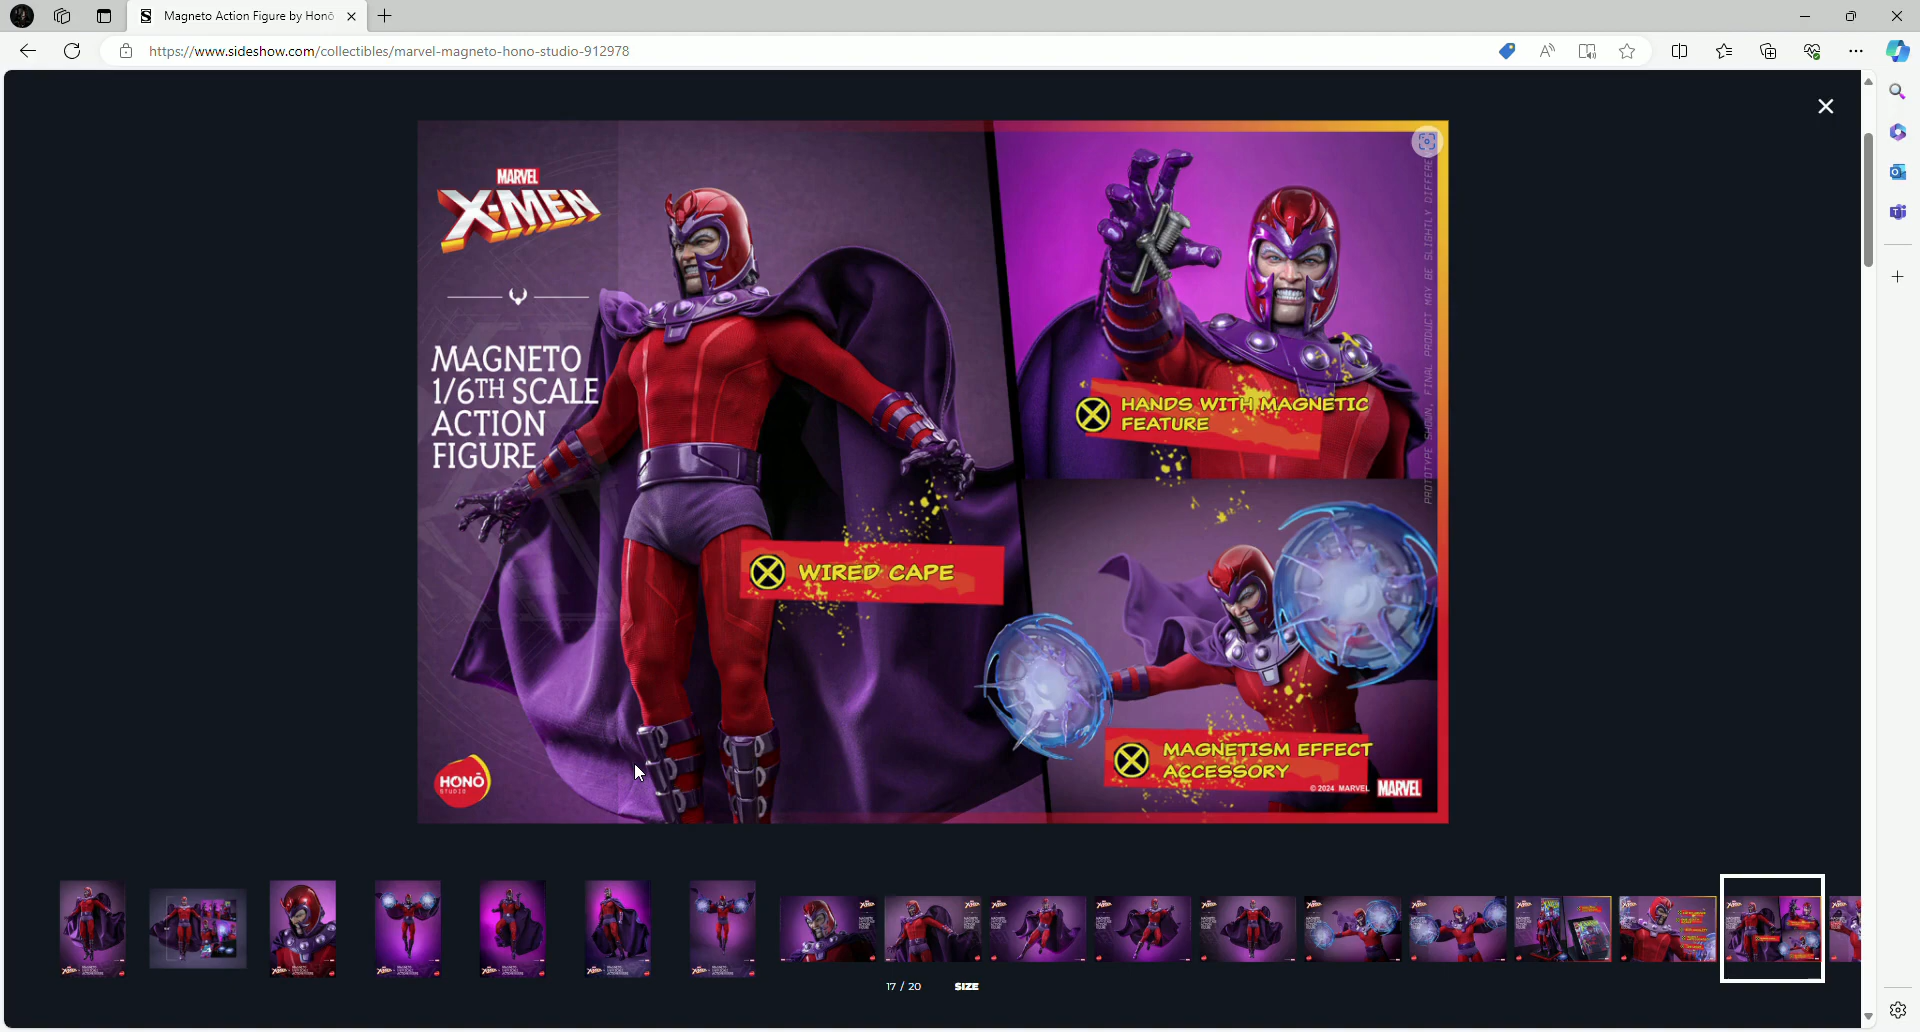 Magneto Action Figure by Honō
https://www.sideshow.com/collectibles/marvel-magneto-hono-studio-912978
MARVEL
X-MEN
MAGNETO
1/6TH SCALE
ACTION
FIGURE
WIRED CAPE
HANDS WITH MAGNETIC
FEATURE
PROTOTYPE SHOWN, FINAL PRODUCT MAY BE SLIGHTLY
MAGNETISM EFFECT
ACCESSORY
© 2024 MARVEL
MARVEL
HONŌ
STUDIO
17 / 20
SIZE